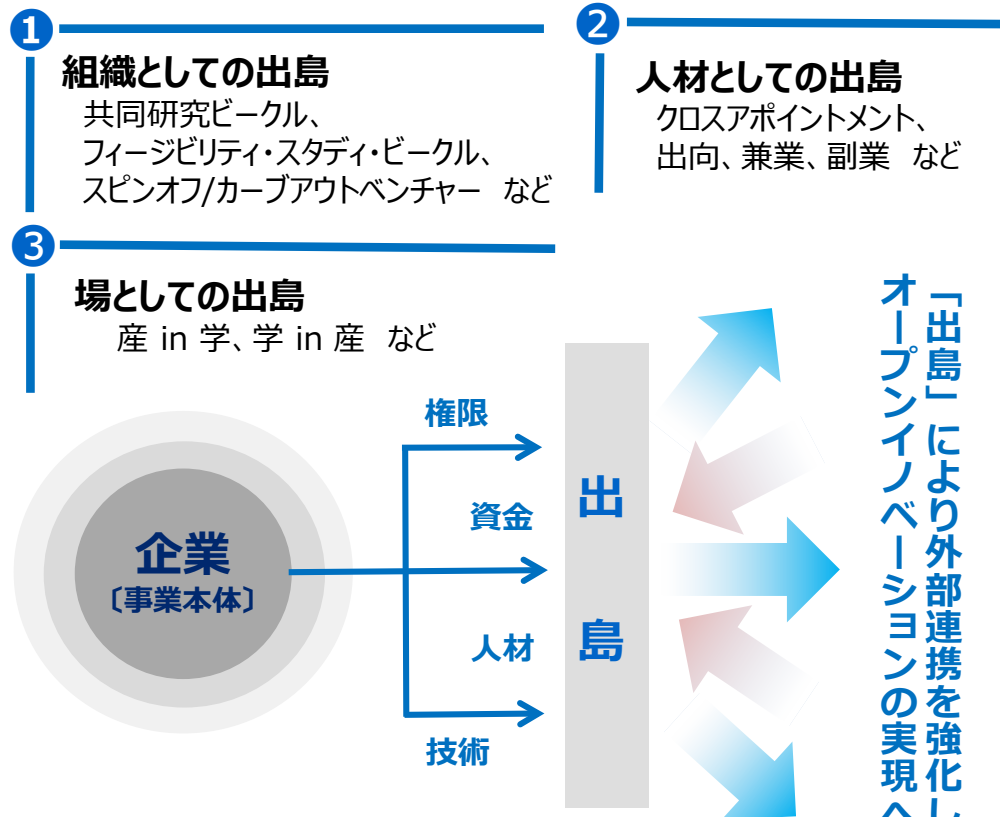 1
組織としての出島
共同研究ビークル、
フィージビリティ・スタディ・ビークル、
スピンオフ/カーブアウトベンチャー など
2
人材としての出島
クロスアポイントメント、
出向、兼業、副業 など
3
場としての出島
産 in 学、学 in 産 など
企業
〔事業本体〕
権限
資金
人材
技術
出島
「出島」により外部連携を強化し
オープンイノベーションの実現へ